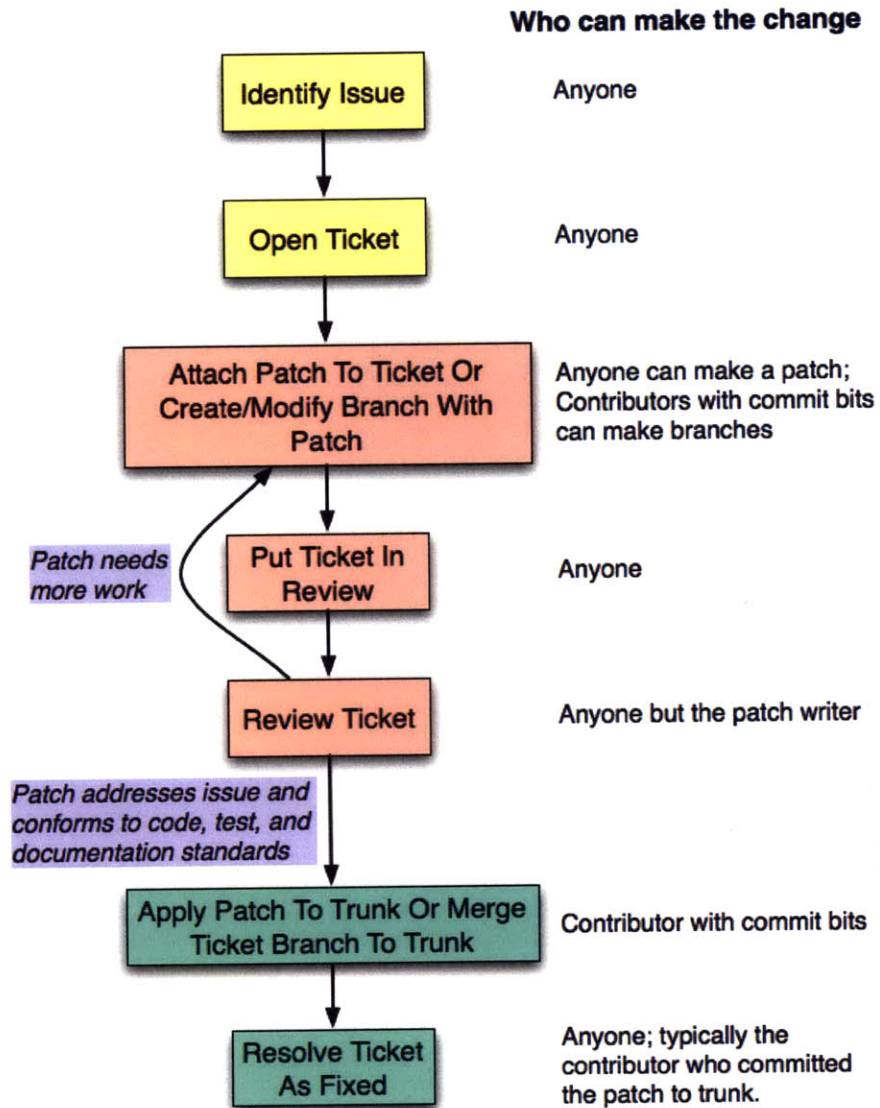 Who can make the change
Identify Issue
Anyone
Open Ticket
Anyone
Attach Patch To Ticket Or
Create/Modify Branch With
Patch
Anyone can make a patch;
Contributors with commit bits
can make branches
Patch needs
more work
Put Ticket In
Review
Anyone
Review Ticket
Anyone but the patch writer
Patch addresses issue and
conforms to code, test, and
documentation standards
Apply Patch To Trunk Or Merge
Ticket Branch To Trunk
Contributor with commit bits
Resolve Ticket
As Fixed
Anyone; typically the
contributor who committed
the patch to trunk.